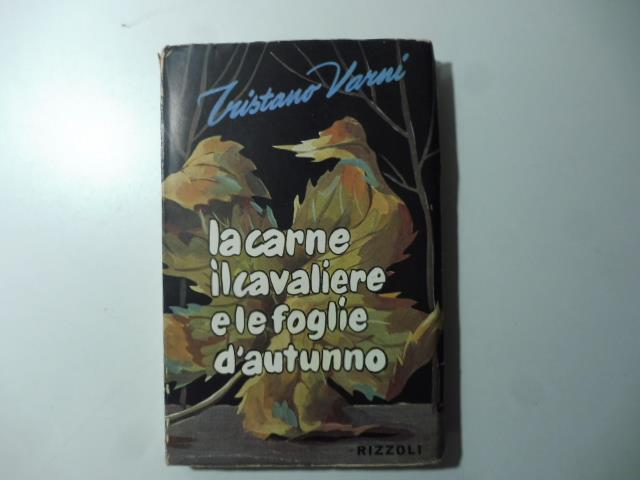 Tristano Varni
la carne
il cavaliere
e le foglie
d'autunno
RIZZOLI